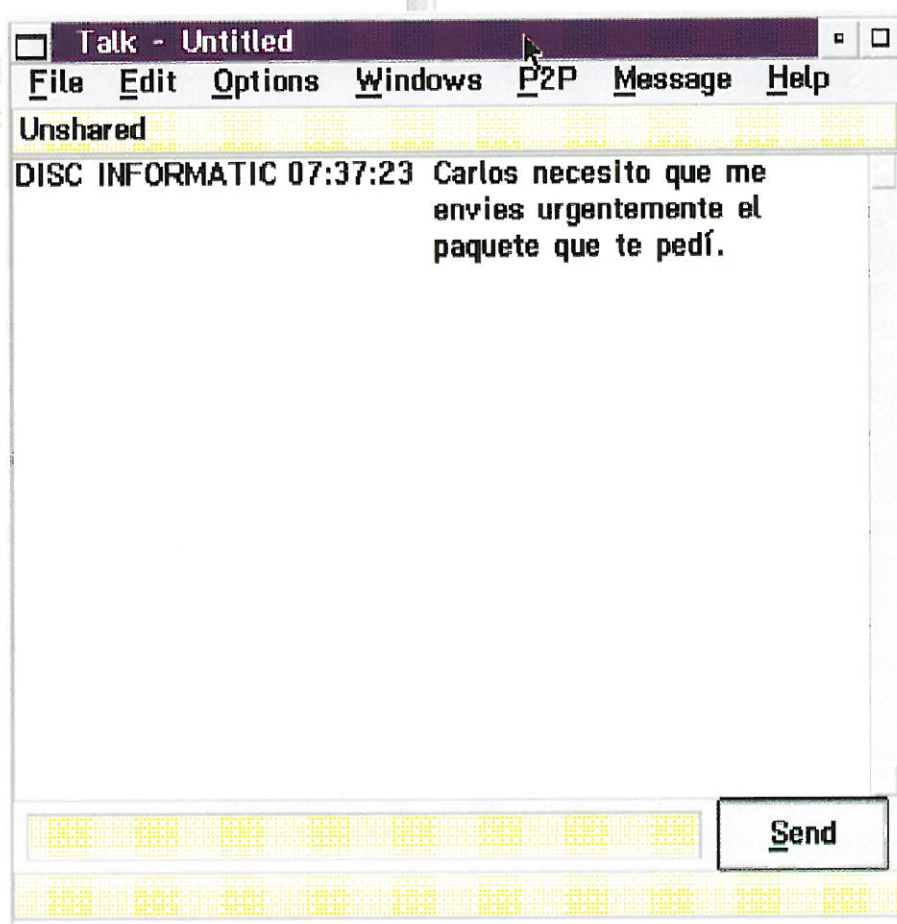 Talk - Untitled
File Edit Options Windows P2P Message Help
Unshared
DISC INFORMATIC 07:37:23 Carlos necesito que me
envies urgentemente el
paquete que te pedí.
Send